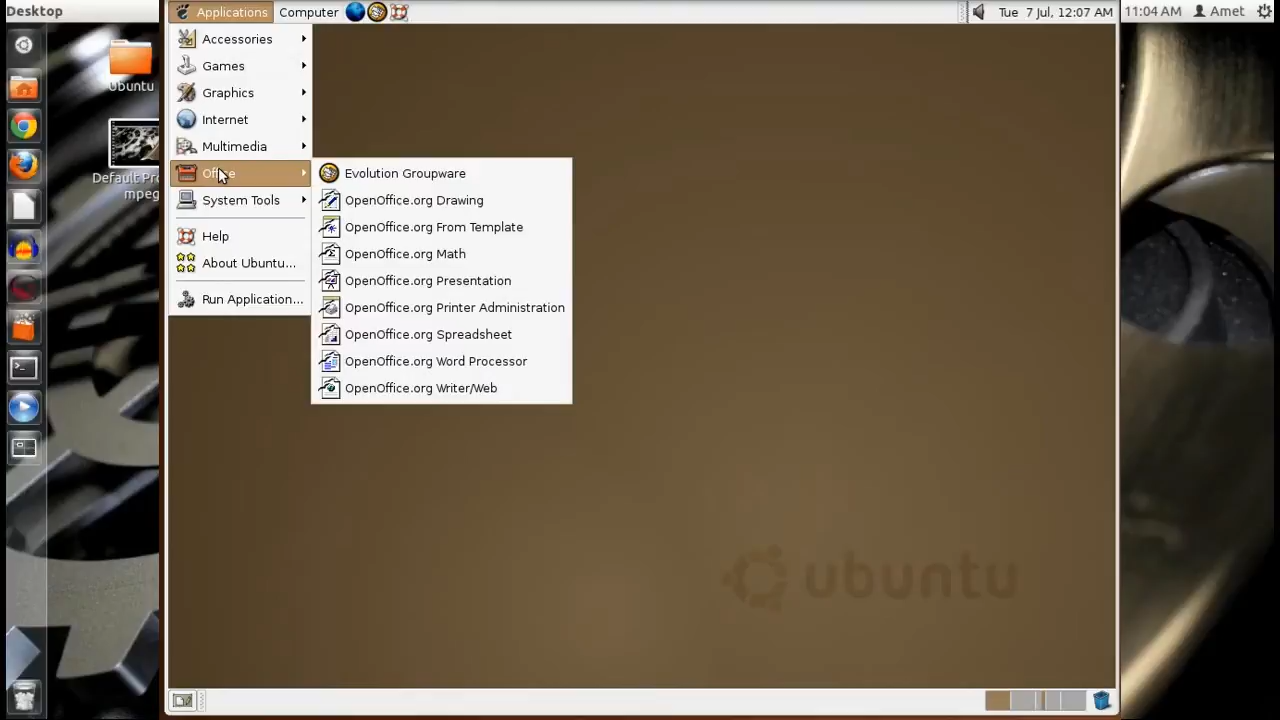 Desktop
Applications
Computer
Tue 7 Jul, 12:07 AM
11:04 AM
Amet
Ubuntu
Default Pro
mpeg
Accessories
Games
Graphics
Internet
Multimedia
Office
System Tools
Help
About Ubuntu...
Run Application...
Evolution Groupware
OpenOffice.org Drawing
OpenOffice.org From Template
OpenOffice.org Math
OpenOffice.org Presentation
OpenOffice.org Printer Administration
OpenOffice.org Spreadsheet
OpenOffice.org Word Processor
OpenOffice.org Writer/Web
ubuntu